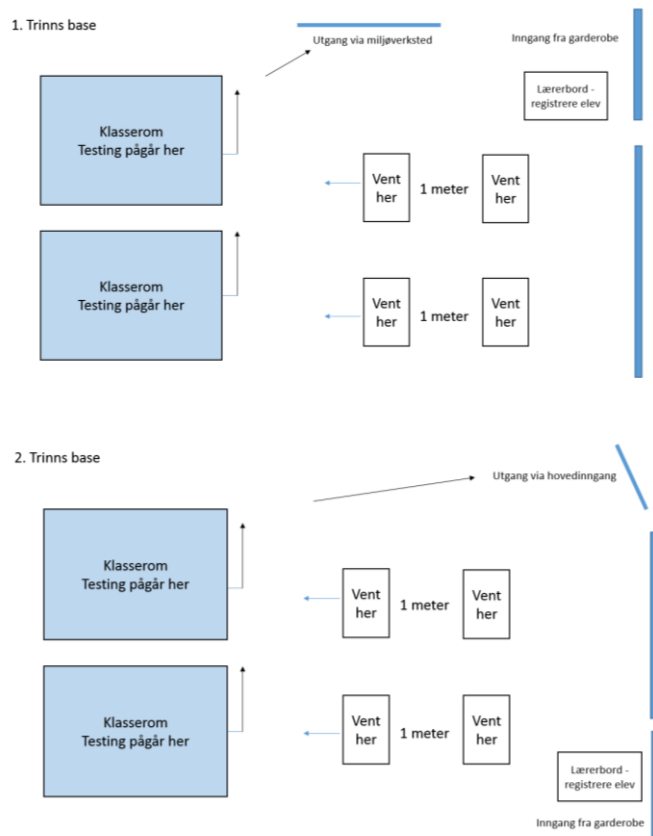 1. Trinns base
Utgang via miljøverksted
Inngang fra garderobe
Lærerbord -
registrere elev
Klasserom
Testing pågår her
Vent
her
1 meter
Vent
her
Klasserom
Testing pågår her
Vent
her
1 meter
Vent
her
2. Trinns base
Utgang via hovedinngang
Klasserom
Testing pågår her
Vent
her
1 meter
Vent
her
Klasserom
Testing pågår her
Vent
her
1 meter
Vent
her
Lærerbord -
registrere elev
Inngang fra garderobe